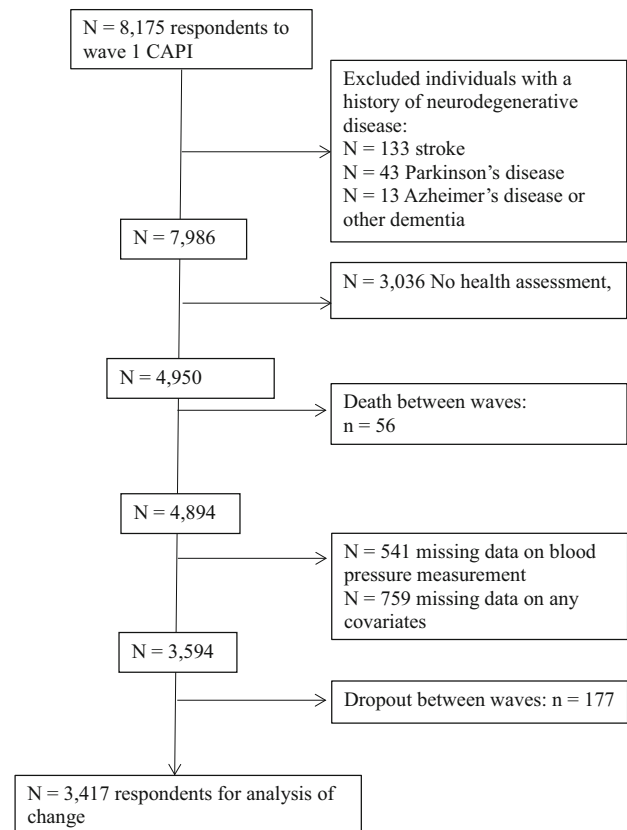 N = 8,175 respondents to
wave 1 CAPI
Excluded individuals with a
history of neurodegenerative
disease:
N = 133 stroke
N = 43 Parkinson’s disease
N = 13 Azheimer’s disease or
other dementia
N = 7,986
N = 3,036 No health assessment,
N = 4,950
Death between waves:
n = 56
N = 4,894
N = 541 missing data on blood
pressure measurement
N = 759 missing data on any
covariates
N = 3,594
Dropout between waves: n = 177
N = 3,417 respondents for analysis of
change